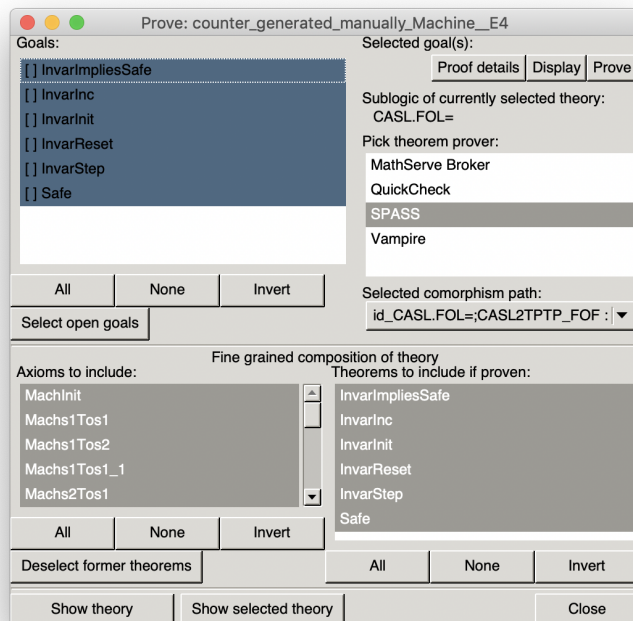 Prove: counter_generated_manually_Machine__E4
Goals:
[ ] InvarImpliesSafe
[ ] InvarInc
[ ] InvarInit
[ ] InvarReset
[ ] InvarStep
[ ] Safe
All None Invert
Select open goals
Selected goal(s):
Proof details Display Prove
Sublogic of currently selected theory:
CASL.FOL=
Pick theorem prover:
MathServe Broker
QuickCheck
SPASS
Vampire
Selected comorphism path:
id_CASL.FOL=;CASL2TPTP_FOF :
Fine grained composition of theory
Axioms to include:
MachInit
Machs1Tos1
Machs1Tos2
Machs1Tos1_1
Machs2Tos1
All None Invert
Deselect former theorems
Theorems to include if proven:
InvarImpliesSafe
InvarInc
InvarInit
InvarReset
InvarStep
Safe
All None Invert
Show theory Show selected theory Close